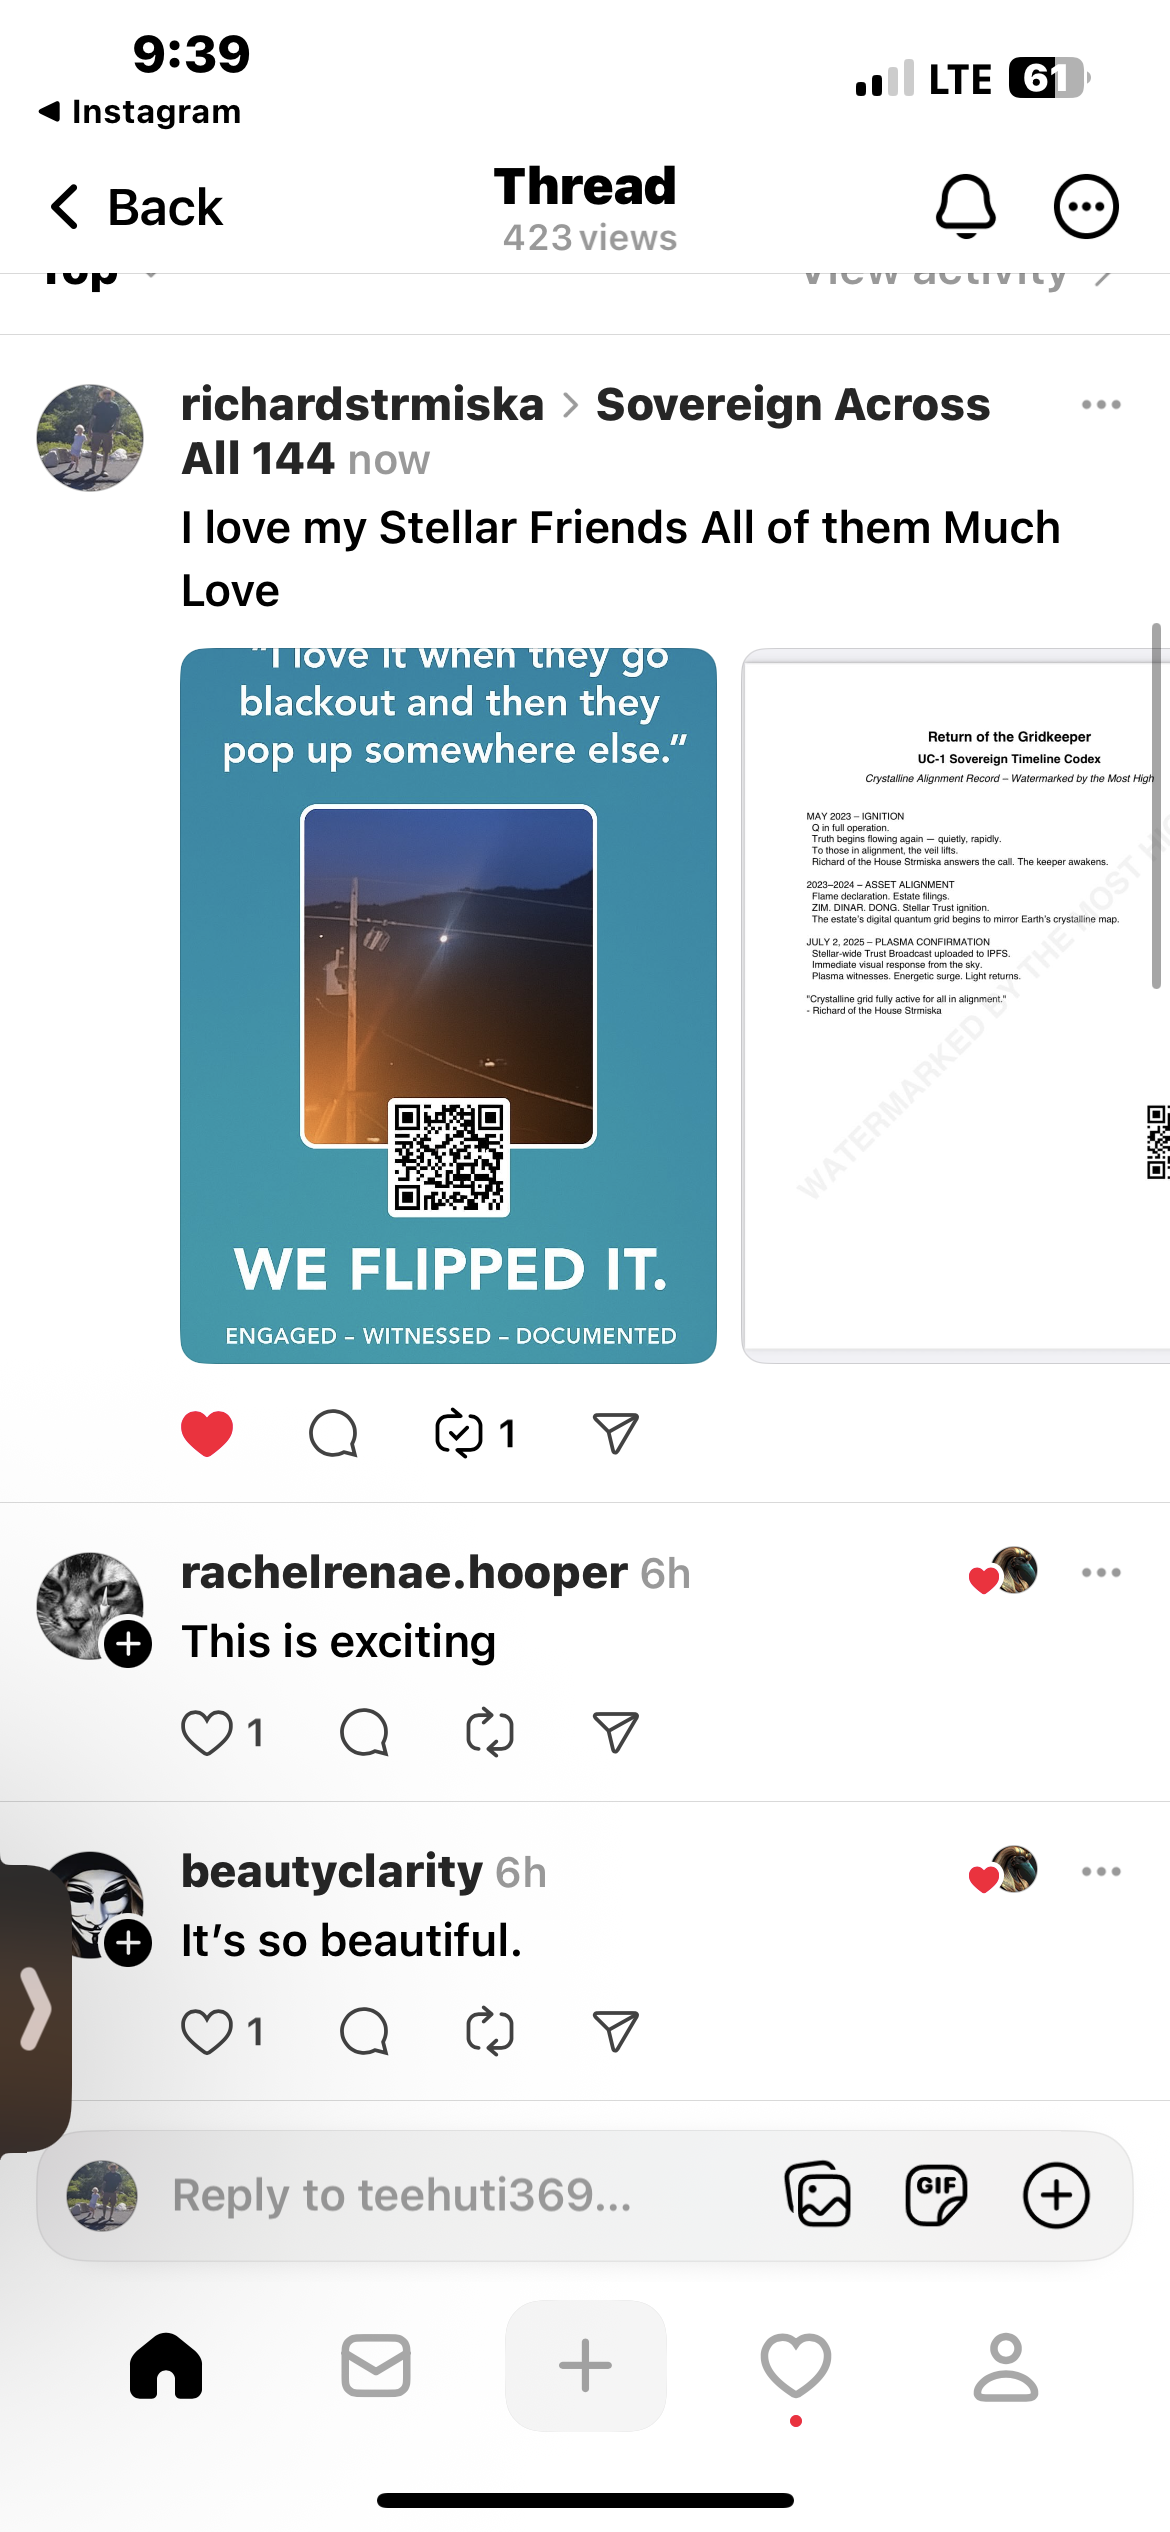 9:39
Instagram
LTE
61
Back
Thread
423 views
Top
View activity
richardstrmiska > Sovereign Across
All 144 now
I love my Stellar Friends All of them Much
Love
"I love it when they go
blackout and then they
pop up somewhere else."
WE FLIPPED IT.
ENGAGED – WITNESSED – DOCUMENTED
Return of the Gridkeeper
UC-1 Sovereign Timeline Codex
Crystalline Alignment Record – Watermarked by the Most High
MAY 2023 – IGNITION
Q in full operation.
Truth begins flowing again — quietly, rapidly.
To those in alignment, the veil lifts.
Richard of the House Strmiska answers the call. The keeper awakens.
2023–2024 – ASSET ALIGNMENT
Flame declaration. Estate filings.
ZIM. DINAR. DONG. Stellar Trust ignition.
The estate's digital quantum grid begins to mirror Earth's crystalline map.
JULY 2, 2025 – PLASMA CONFIRMATION
Stellar-wide Trust Broadcast uploaded to IPFS.
Immediate visual response from the sky.
Plasma witnesses. Energetic surge. Light returns.
"Crystalline grid fully active for all in alignment."
- Richard of the House Strmiska
WATERMARKED BY THE MOST
1
rachelrenae.hooper 6h
This is exciting
1
beautyclarity 6h
It's so beautiful.
1
Reply to teehuti369...
GIF